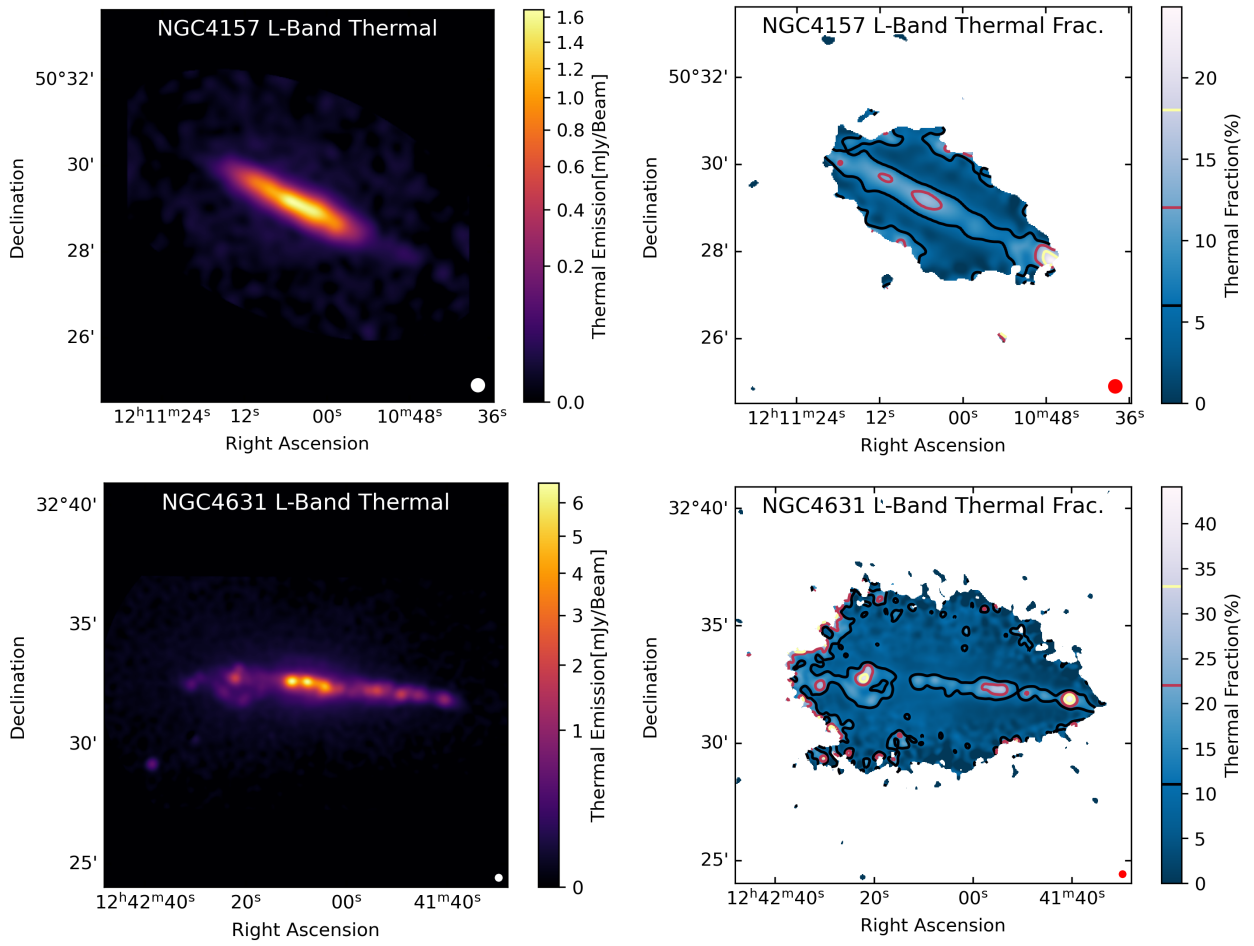 NGC4157 L-Band Thermal
50°32'
30'
28'
26'
Declination
12ʰ11ᵐ24ˢ 12ˢ 00ˢ 10ᵐ48ˢ 36ˢ
Right Ascension
1.6
1.4
1.2
1.0
0.8
0.6
0.4
0.2
0.0
Thermal Emission[mJy/Beam]
NGC4157 L-Band Thermal Frac.
50°32'
30'
28'
26'
Declination
12ʰ11ᵐ24ˢ 12ˢ 00ˢ 10ᵐ48ˢ 36ˢ
Right Ascension
20
15
10
5
0
Thermal Fraction(%)
NGC4631 L-Band Thermal
32°40'
35'
30'
25'
Declination
12ʰ42ᵐ40ˢ 20ˢ 00ˢ 41ᵐ40ˢ
Right Ascension
6
5
4
3
2
1
0
Thermal Emission[mJy/Beam]
NGC4631 L-Band Thermal Frac.
32°40'
35'
30'
25'
Declination
12ʰ42ᵐ40ˢ 20ˢ 00ˢ 41ᵐ40ˢ
Right Ascension
40
35
30
25
20
15
10
5
0
Thermal Fraction(%)